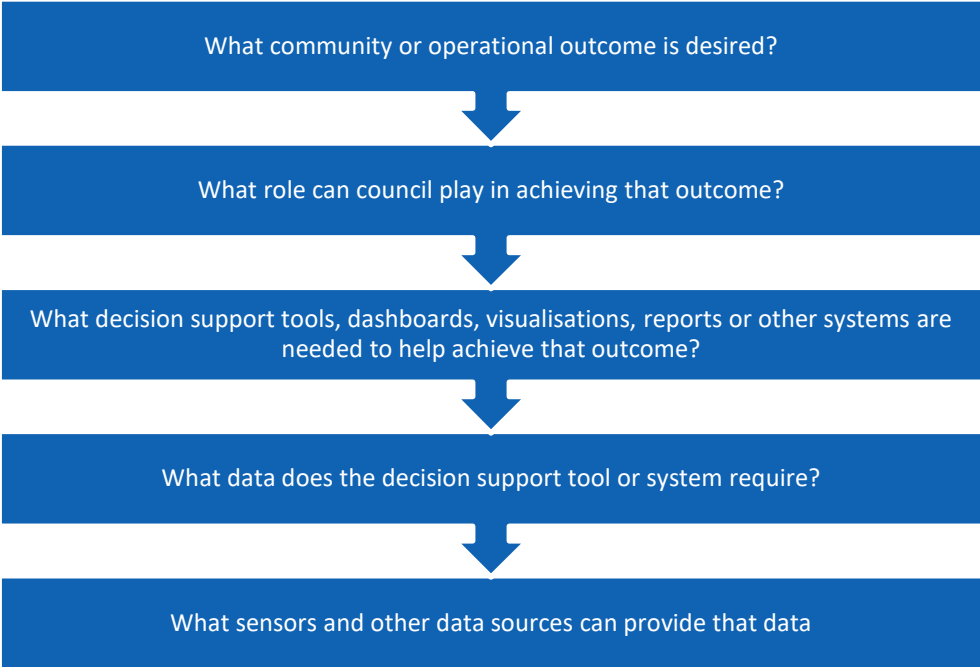 What community or operational outcome is desired?
What role can council play in achieving that outcome?
What decision support tools, dashboards, visualisations, reports or other systems are
needed to help achieve that outcome?
What data does the decision support tool or system require?
What sensors and other data sources can provide that data